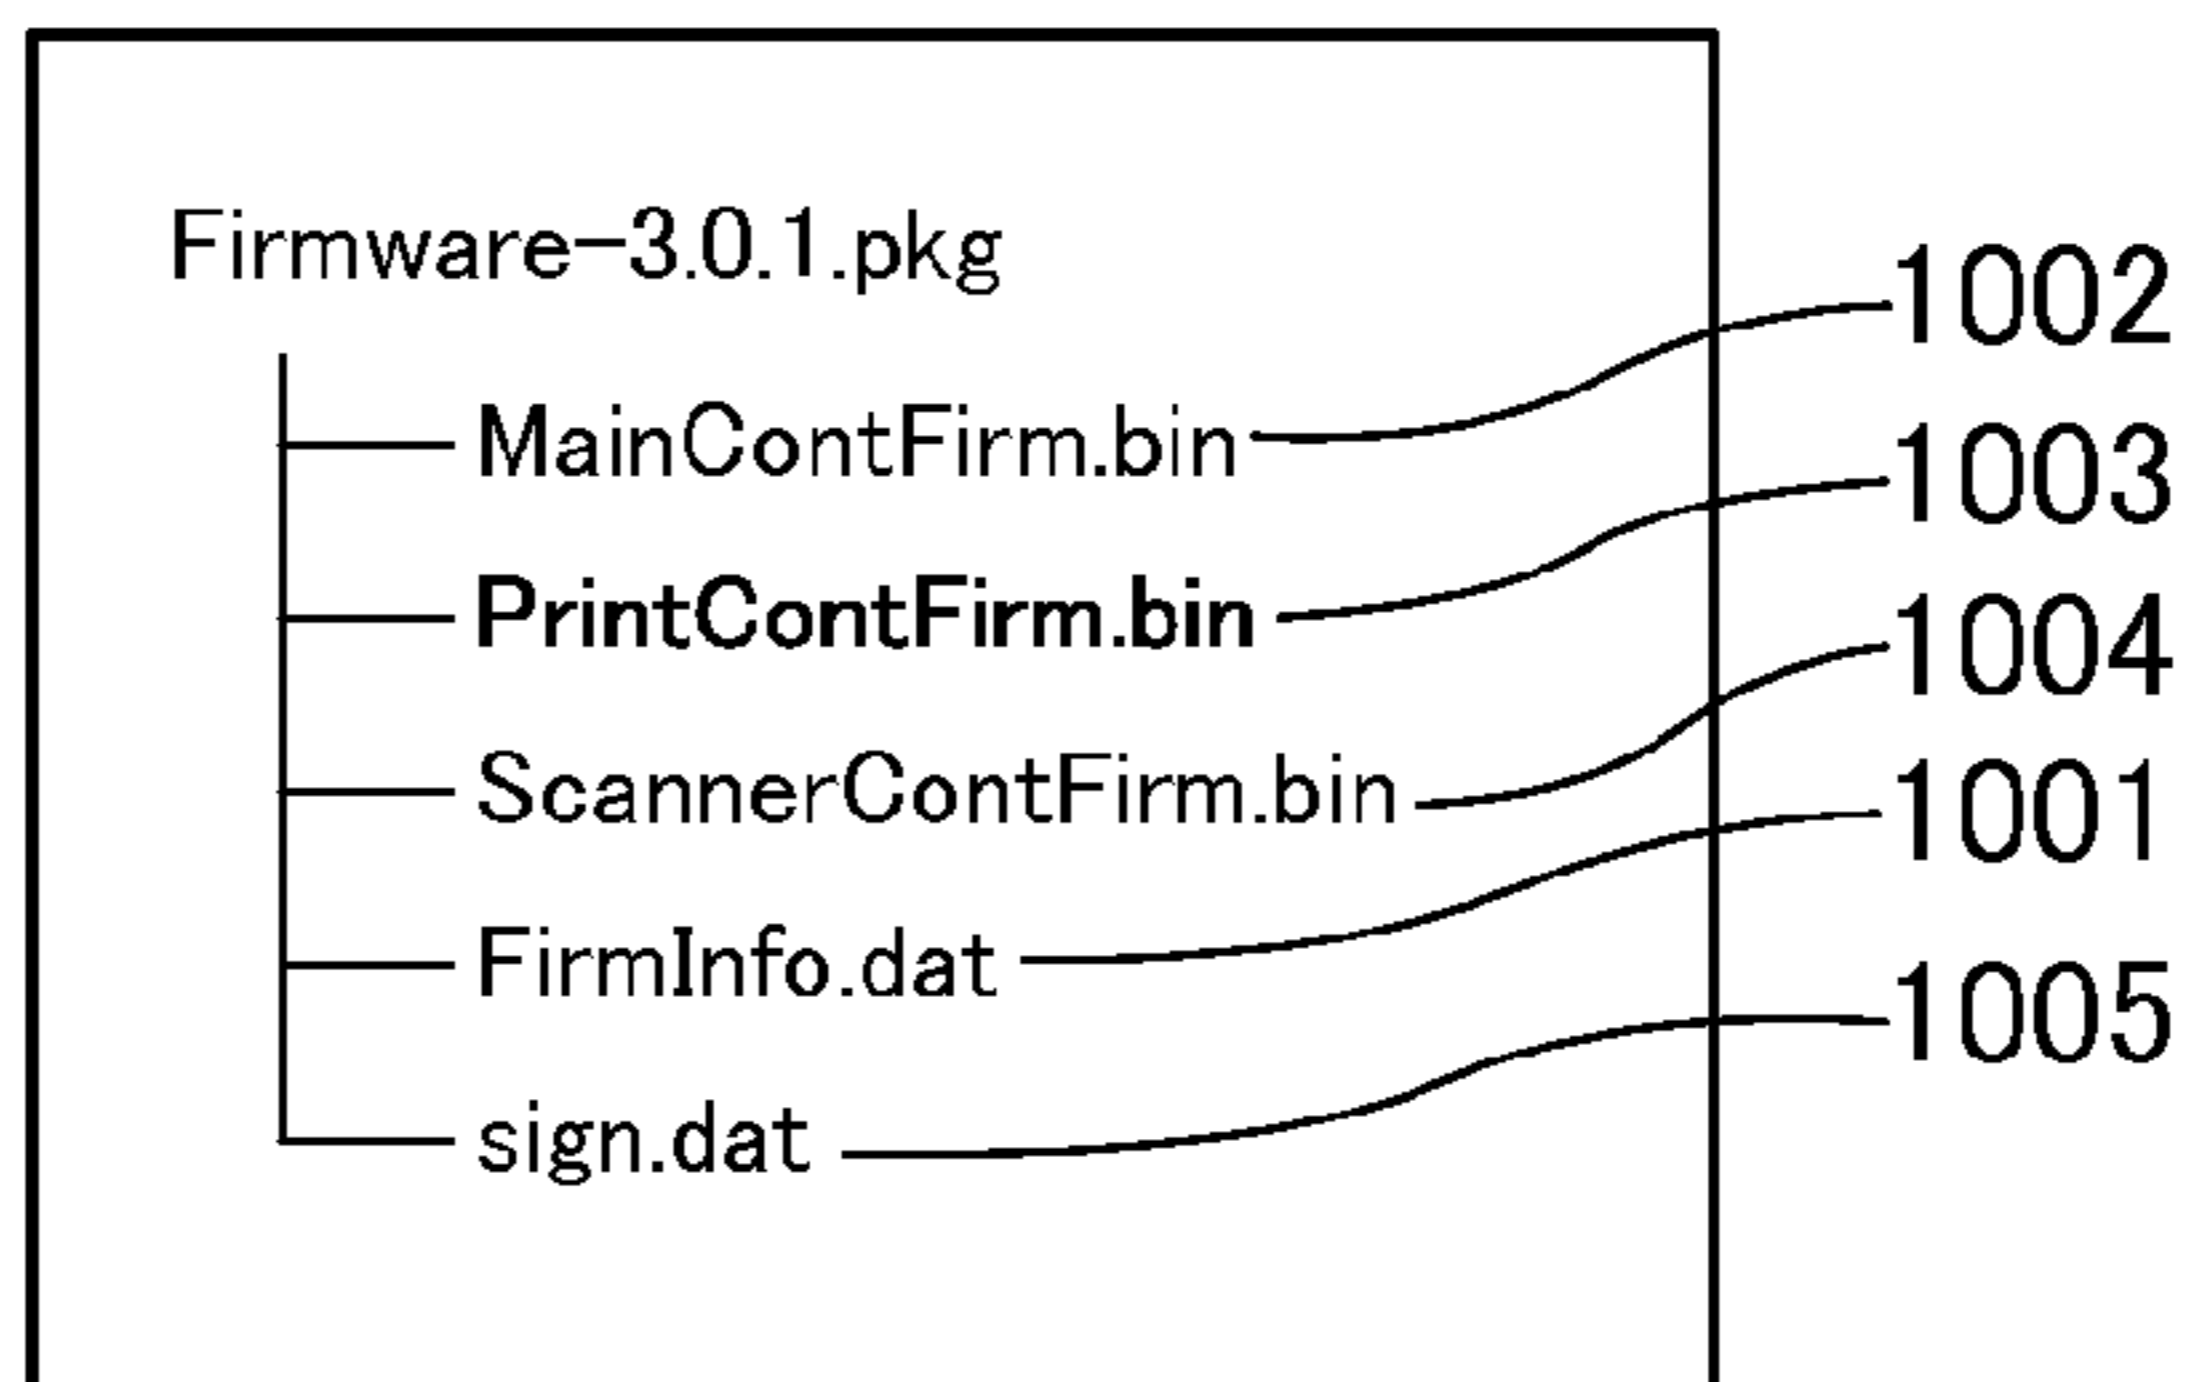 Firmware-3.0.1.pkg
MainContFirm.bin 1002
PrintContFirm.bin 1003
ScannerContFirm.bin 1004
FirmInfo.dat 1001
sign.dat 1005